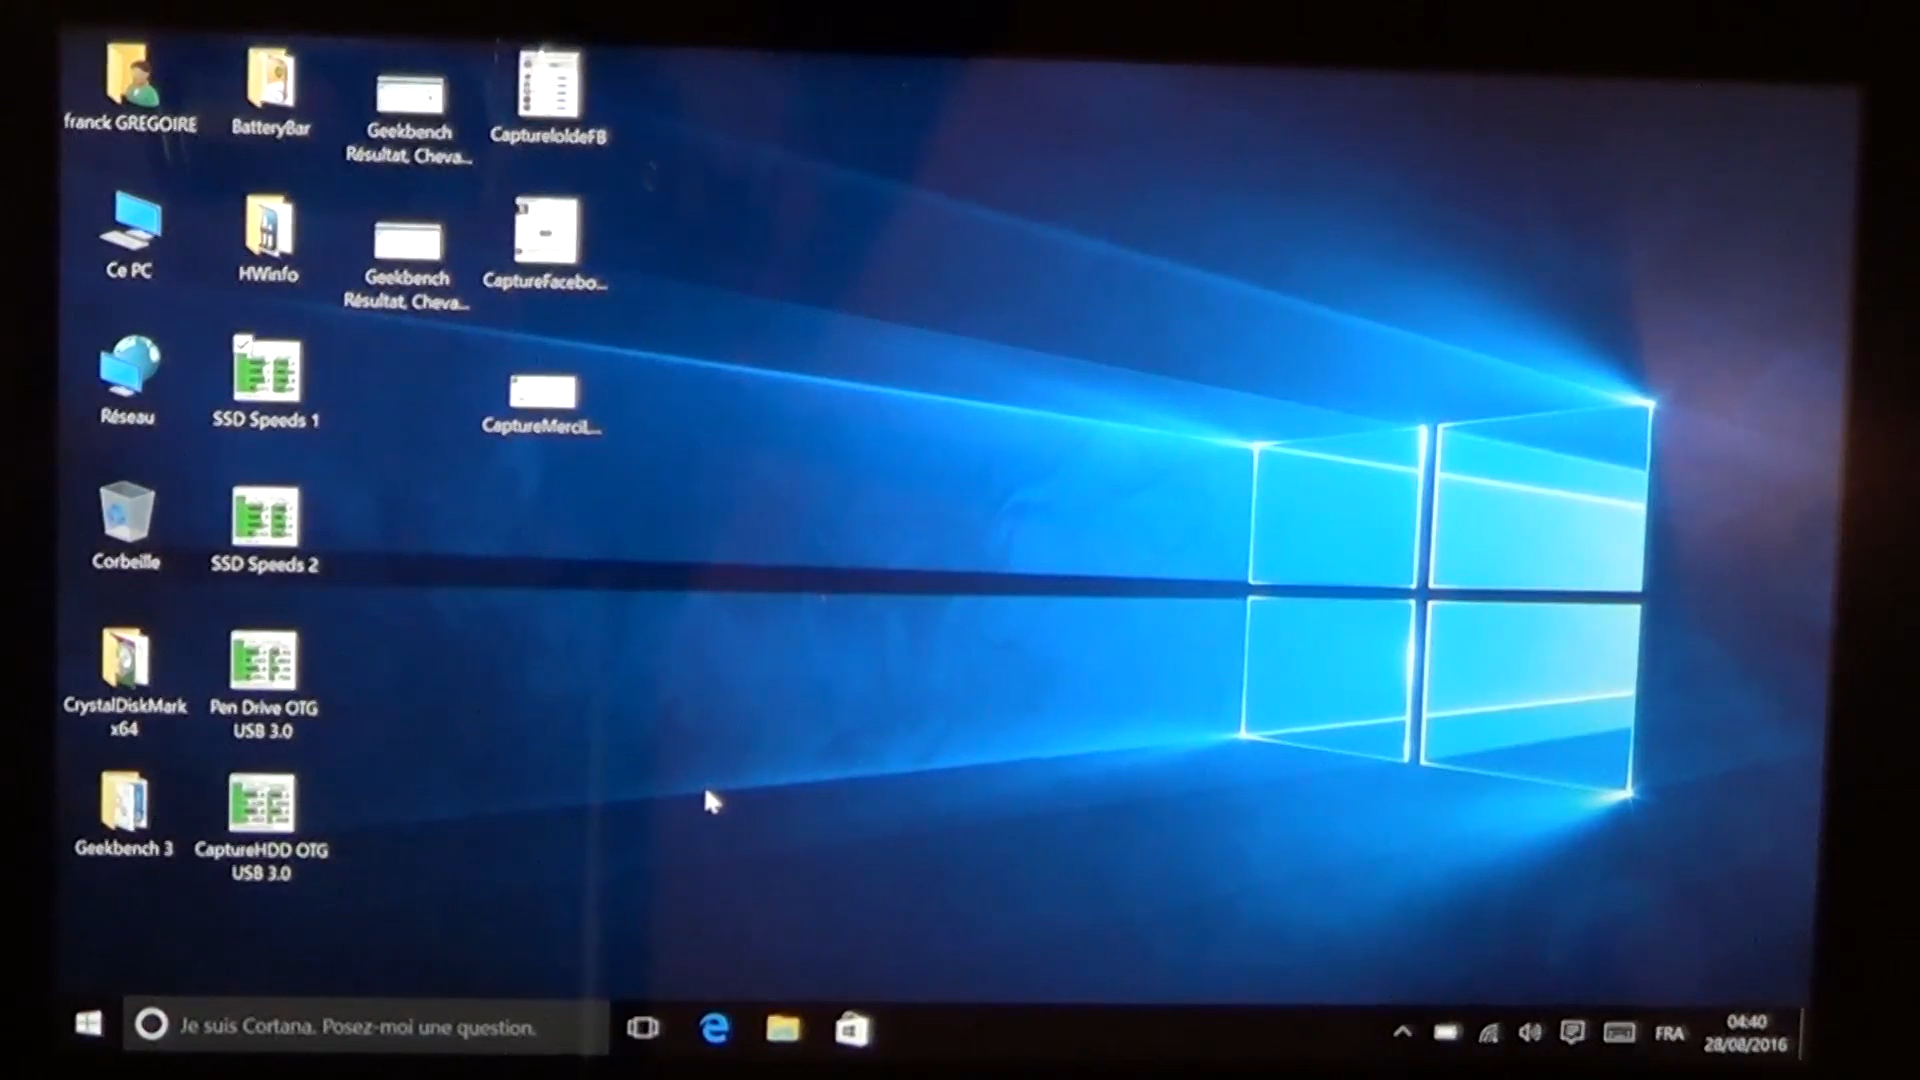 franck GREGOIRE
BatteryBar
Geekbench
Résultat, Cheva...
CaptureloldeFB
Ce PC
HWinfo
Geekbench
Résultat, Cheva...
CaptureFacebo...
Réseau
SSD Speeds 1
CaptureMerciL...
Corbeille
SSD Speeds 2
CrystalDiskMark
x64
Pen Drive OTG
USB 3.0
Geekbench 3
CaptureHDD OTG
USB 3.0
Je suis Cortana. Posez-moi une question.
FRA
04:40
28/08/2016